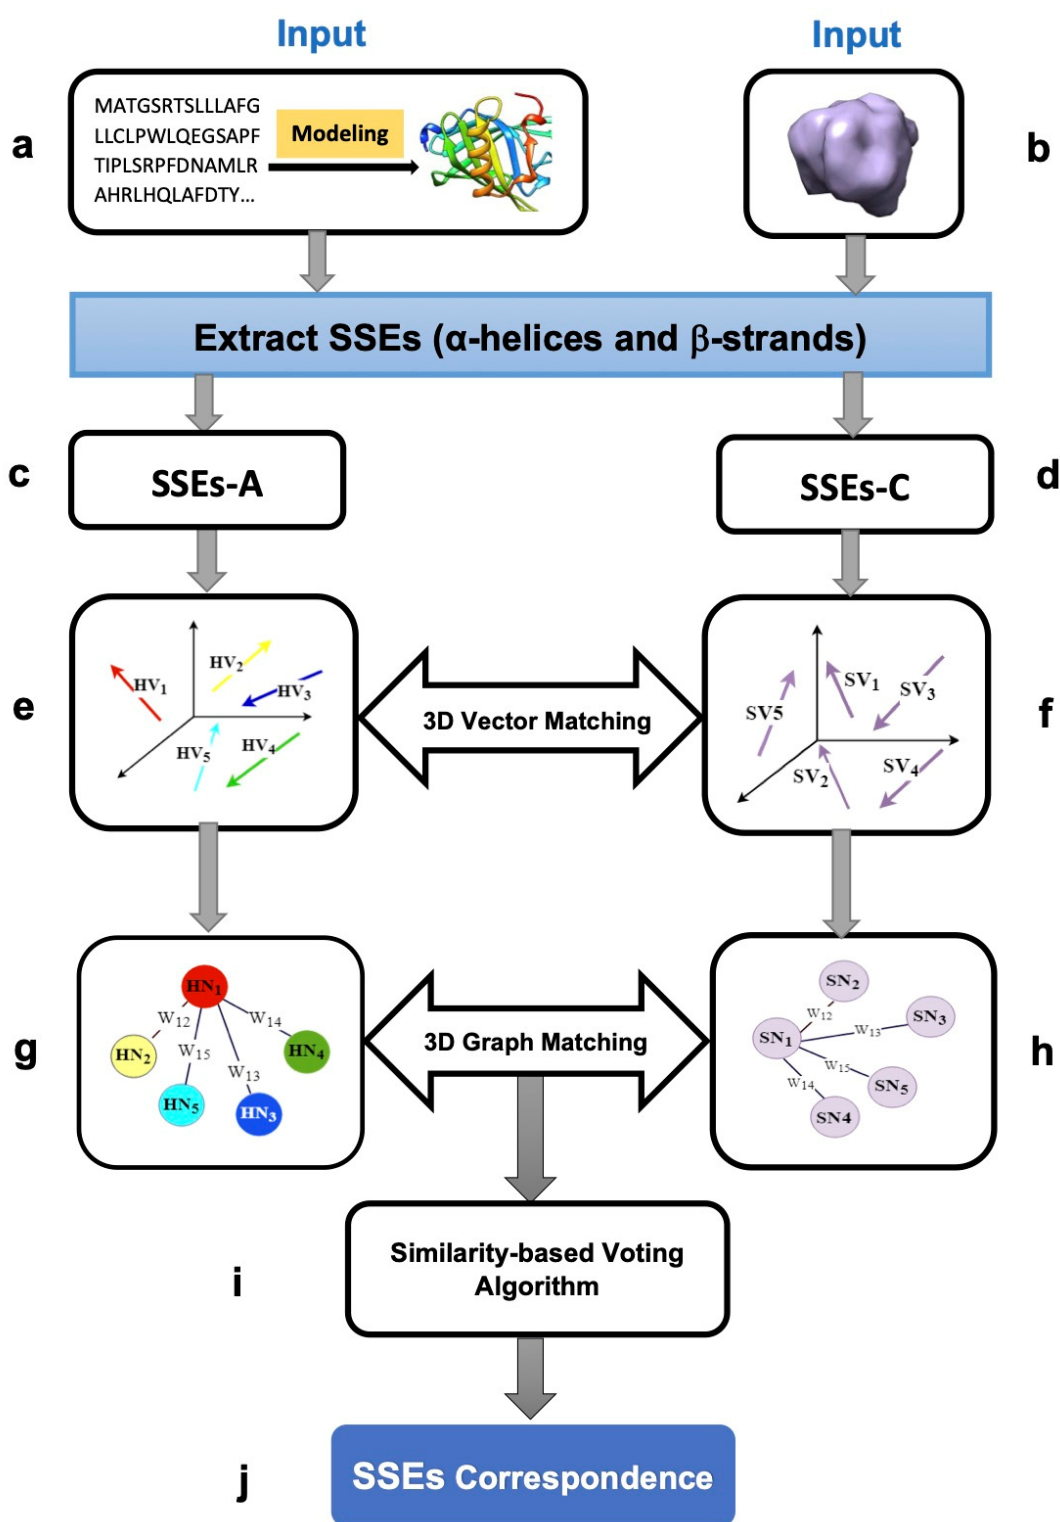 Input
Input
a
MATGSRTSLLLAFG
LLCLPWLQEGSAPF
TIPLSRPFDNAMLR
AHRLHQLAFDTY...
Modeling
b
Extract SSEs (α-helices and β-strands)
c
SSEs-A
SSEs-C
d
e
HV1
HV2
HV3
HV4
HV5
3D Vector Matching
SV1
SV3
SV5
SV2
SV4
f
g
HN1
W12
W14
HN2
W15
HN4
W13
HN5
HN3
3D Graph Matching
SN2
W12
SN3
SN1
W13
W15
W14
SN5
SN4
h
i
Similarity-based Voting
Algorithm
j
SSEs Correspondence